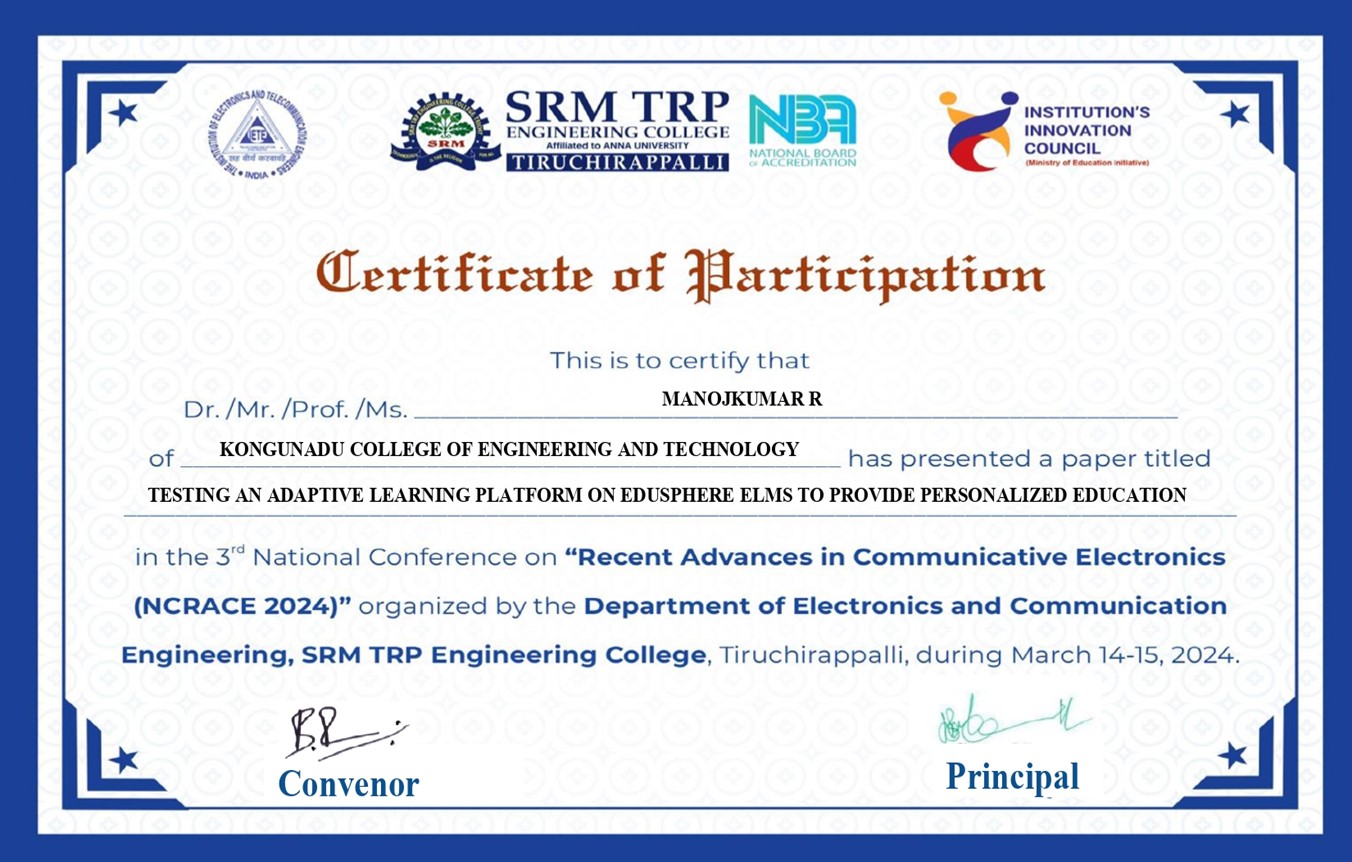 THE INSTITUTION OF ELECTRONICS AND TELECOMMUNICATION ENGINEERS
IETE
सह वीर्यं करवावहै
• INDIA •
SRM
SRM TRP
ENGINEERING COLLEGE
Affiliated to ANNA UNIVERSITY
TIRUCHIRAPPALLI
NBA
NATIONAL BOARD
OF ACCREDITATION
INSTITUTION'S
INNOVATION
COUNCIL
(Ministry of Education Initiative)
Certificate of Participation
This is to certify that
Dr. /Mr. /Prof. /Ms. MANOJKUMAR R
of KONGUNADU COLLEGE OF ENGINEERING AND TECHNOLOGY has presented a paper titled
TESTING AN ADAPTIVE LEARNING PLATFORM ON EDUSPHERE ELMS TO PROVIDE PERSONALIZED EDUCATION
in the 3rd National Conference on “Recent Advances in Communicative Electronics
(NCRACE 2024)” organized by the Department of Electronics and Communication
Engineering, SRM TRP Engineering College, Tiruchirappalli, during March 14-15, 2024.
Convenor
Principal